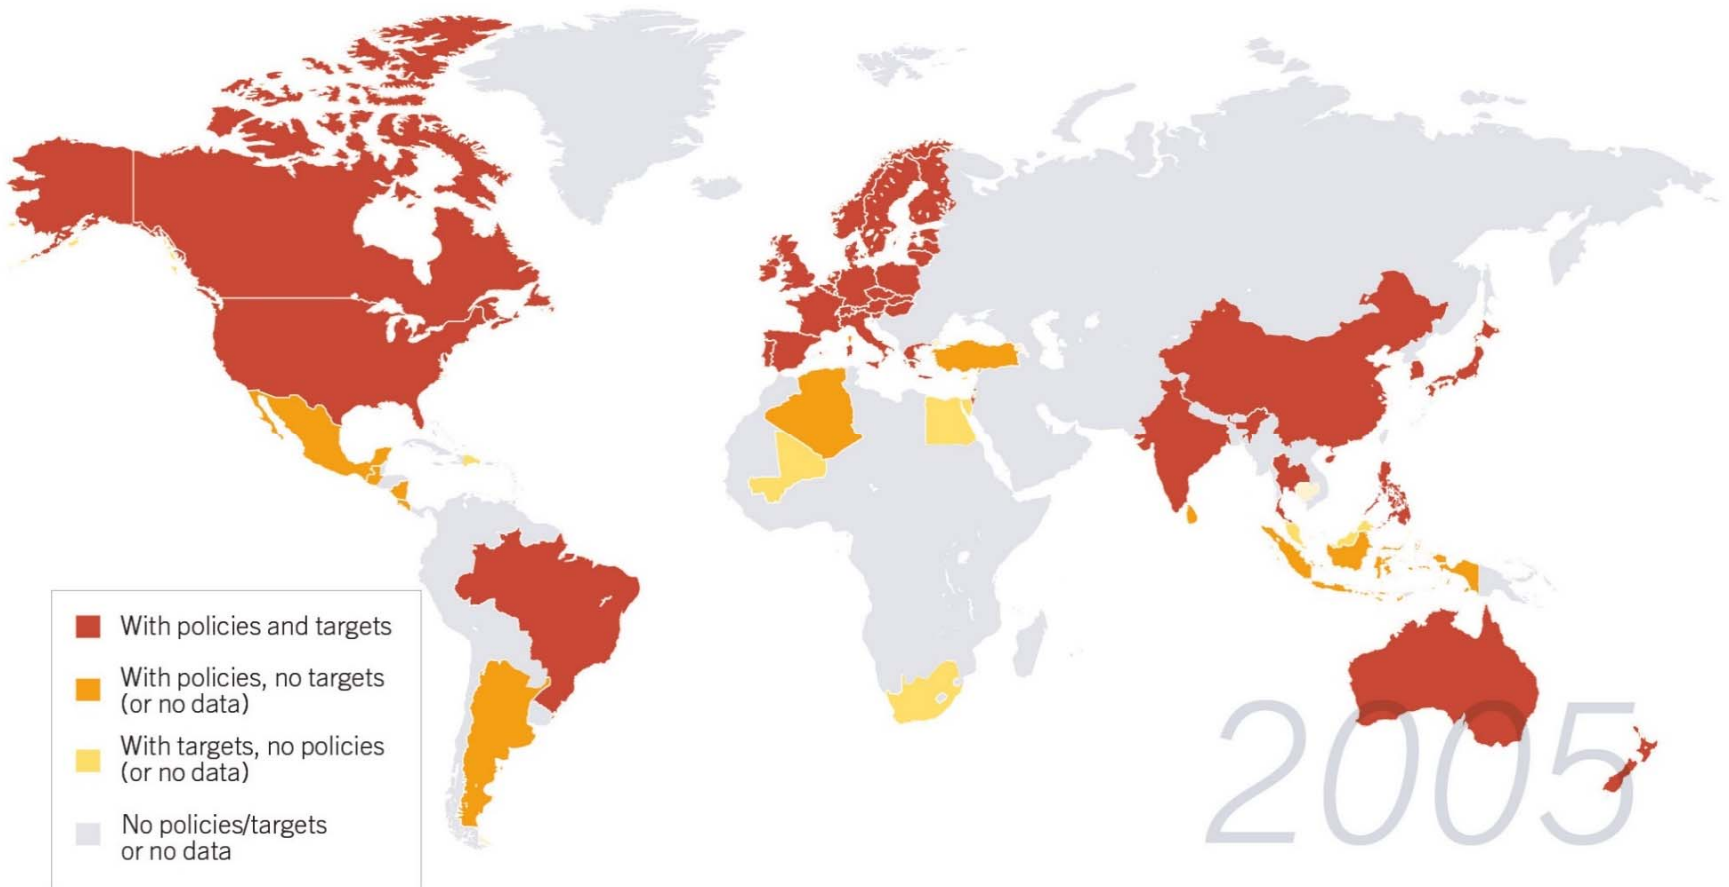 With policies and targets
With policies, no targets
(or no data)
With targets, no policies
(or no data)
No policies/targets
or no data
2005